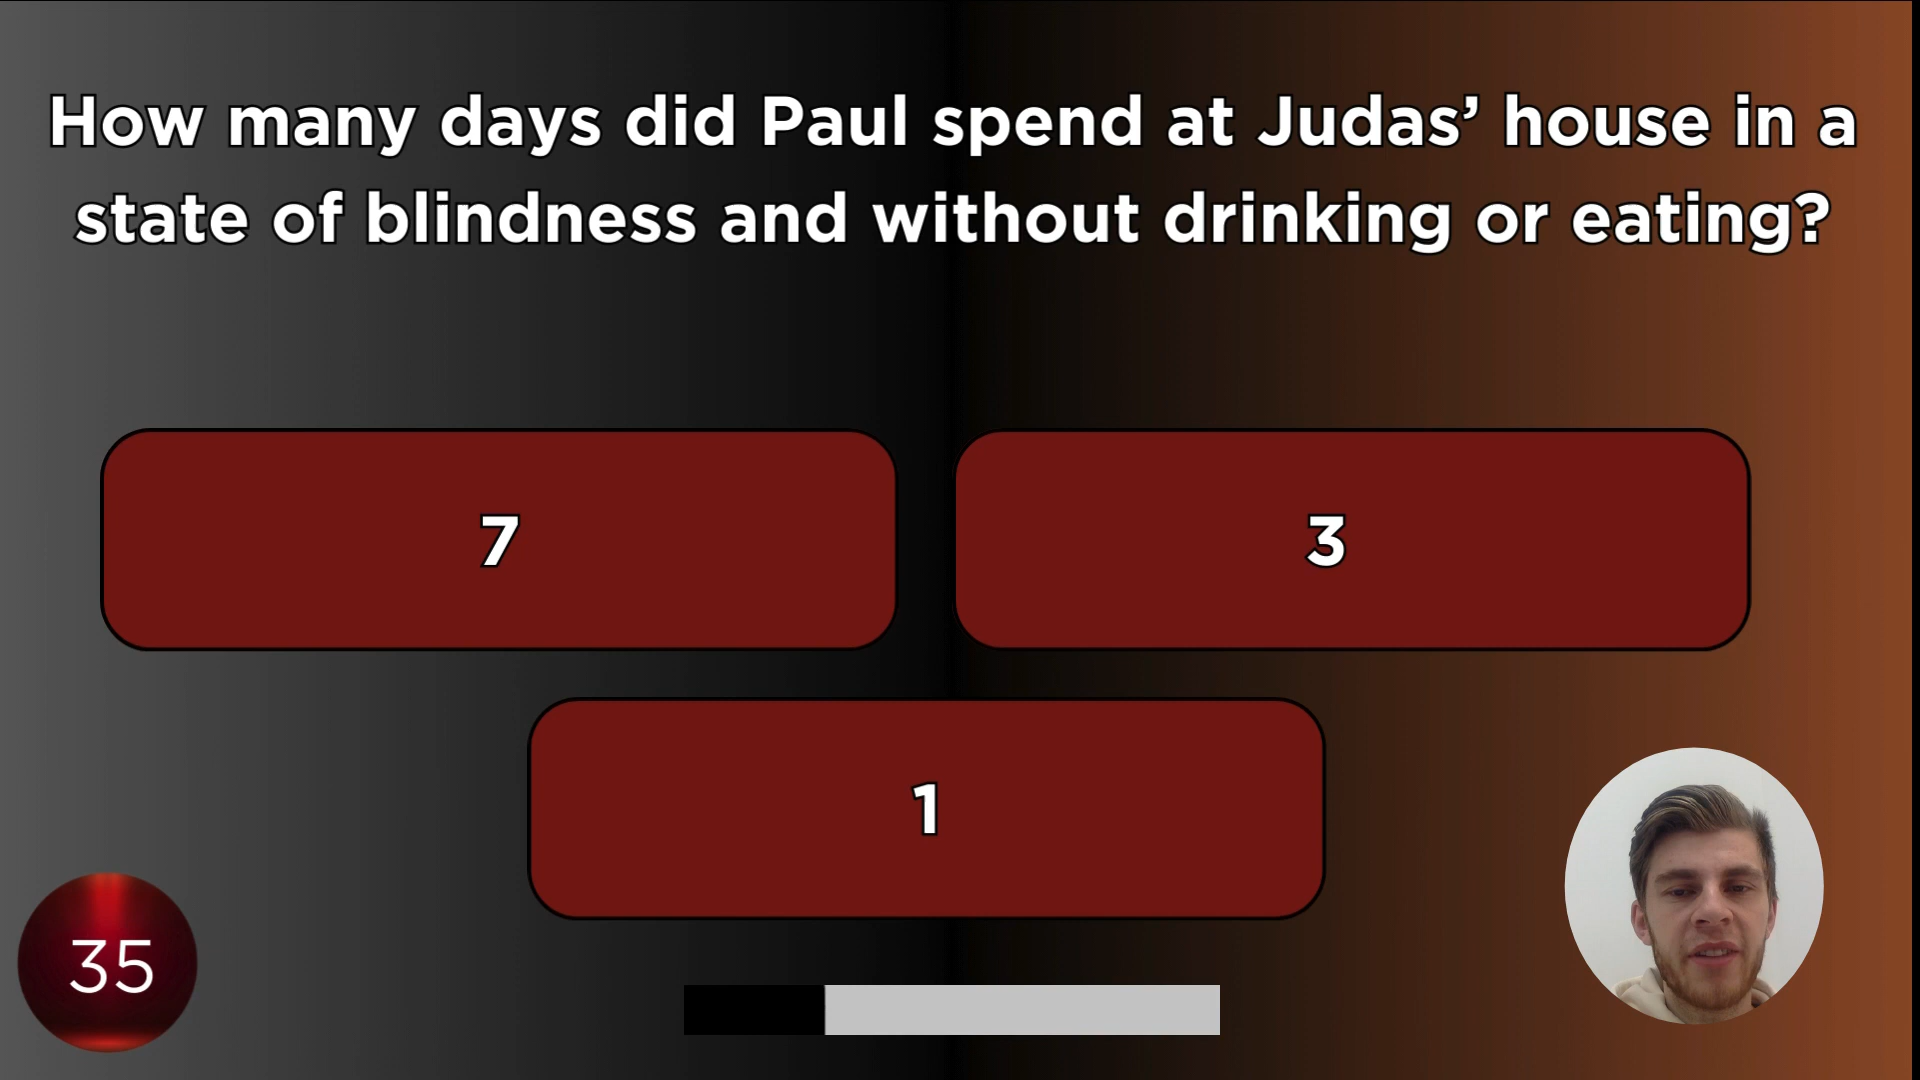 How many days did Paul spend at Judas’ house in a
state of blindness and without drinking or eating?
7
3
1
35